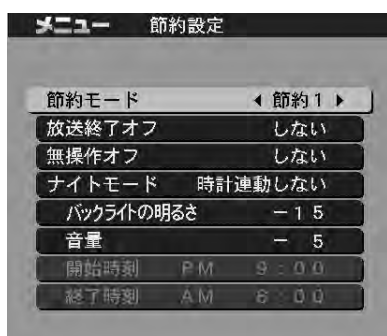 メニュー 節約設定
節約モード ◀ 節約1 ▶
放送終了オフ しない
無操作オフ しない
ナイトモード 時計連動しない
バックライトの明るさ －15
音量 － 5
開始時刻 PM 9:00
終了時刻 AM 6:00